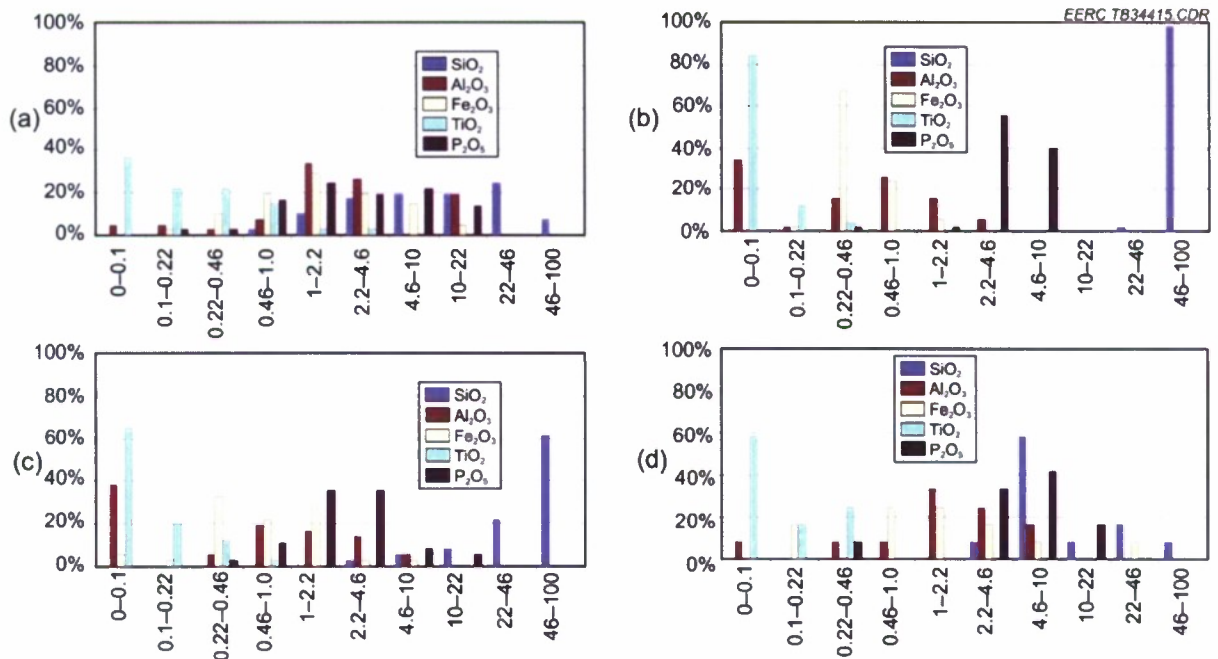 EERC TB34415.CDR
(a)
100%
80%
60%
40%
20%
0%
SiO₂
Al₂O₃
Fe₂O₃
TiO₂
P₂O₅
0–0.1
0.1–0.22
0.22–0.46
0.46–1.0
1–2.2
2.2–4.6
4.6–10
10–22
22–46
46–100
(b)
100%
80%
60%
40%
20%
0%
SiO₂
Al₂O₃
Fe₂O₃
TiO₂
P₂O₅
0–0.1
0.1–0.22
0.22–0.46
0.46–1.0
1–2.2
2.2–4.6
4.6–10
10–22
22–46
46–100
(c)
100%
80%
60%
40%
20%
0%
SiO₂
Al₂O₃
Fe₂O₃
TiO₂
P₂O₅
0–0.1
0.1–0.22
0.22–0.46
0.46–1.0
1–2.2
2.2–4.6
4.6–10
10–22
22–46
46–100
(d)
100%
80%
60%
40%
20%
0%
SiO₂
Al₂O₃
Fe₂O₃
TiO₂
P₂O₅
0–0.1
0.1–0.22
0.22–0.46
0.46–1.0
1–2.2
2.2–4.6
4.6–10
10–22
22–46
46–100